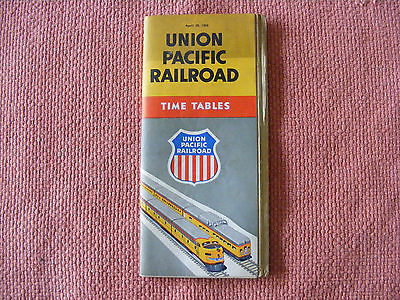 UNION
PACIFIC
RAILROAD
TIME TABLES
UNION
PACIFIC
RAILROAD